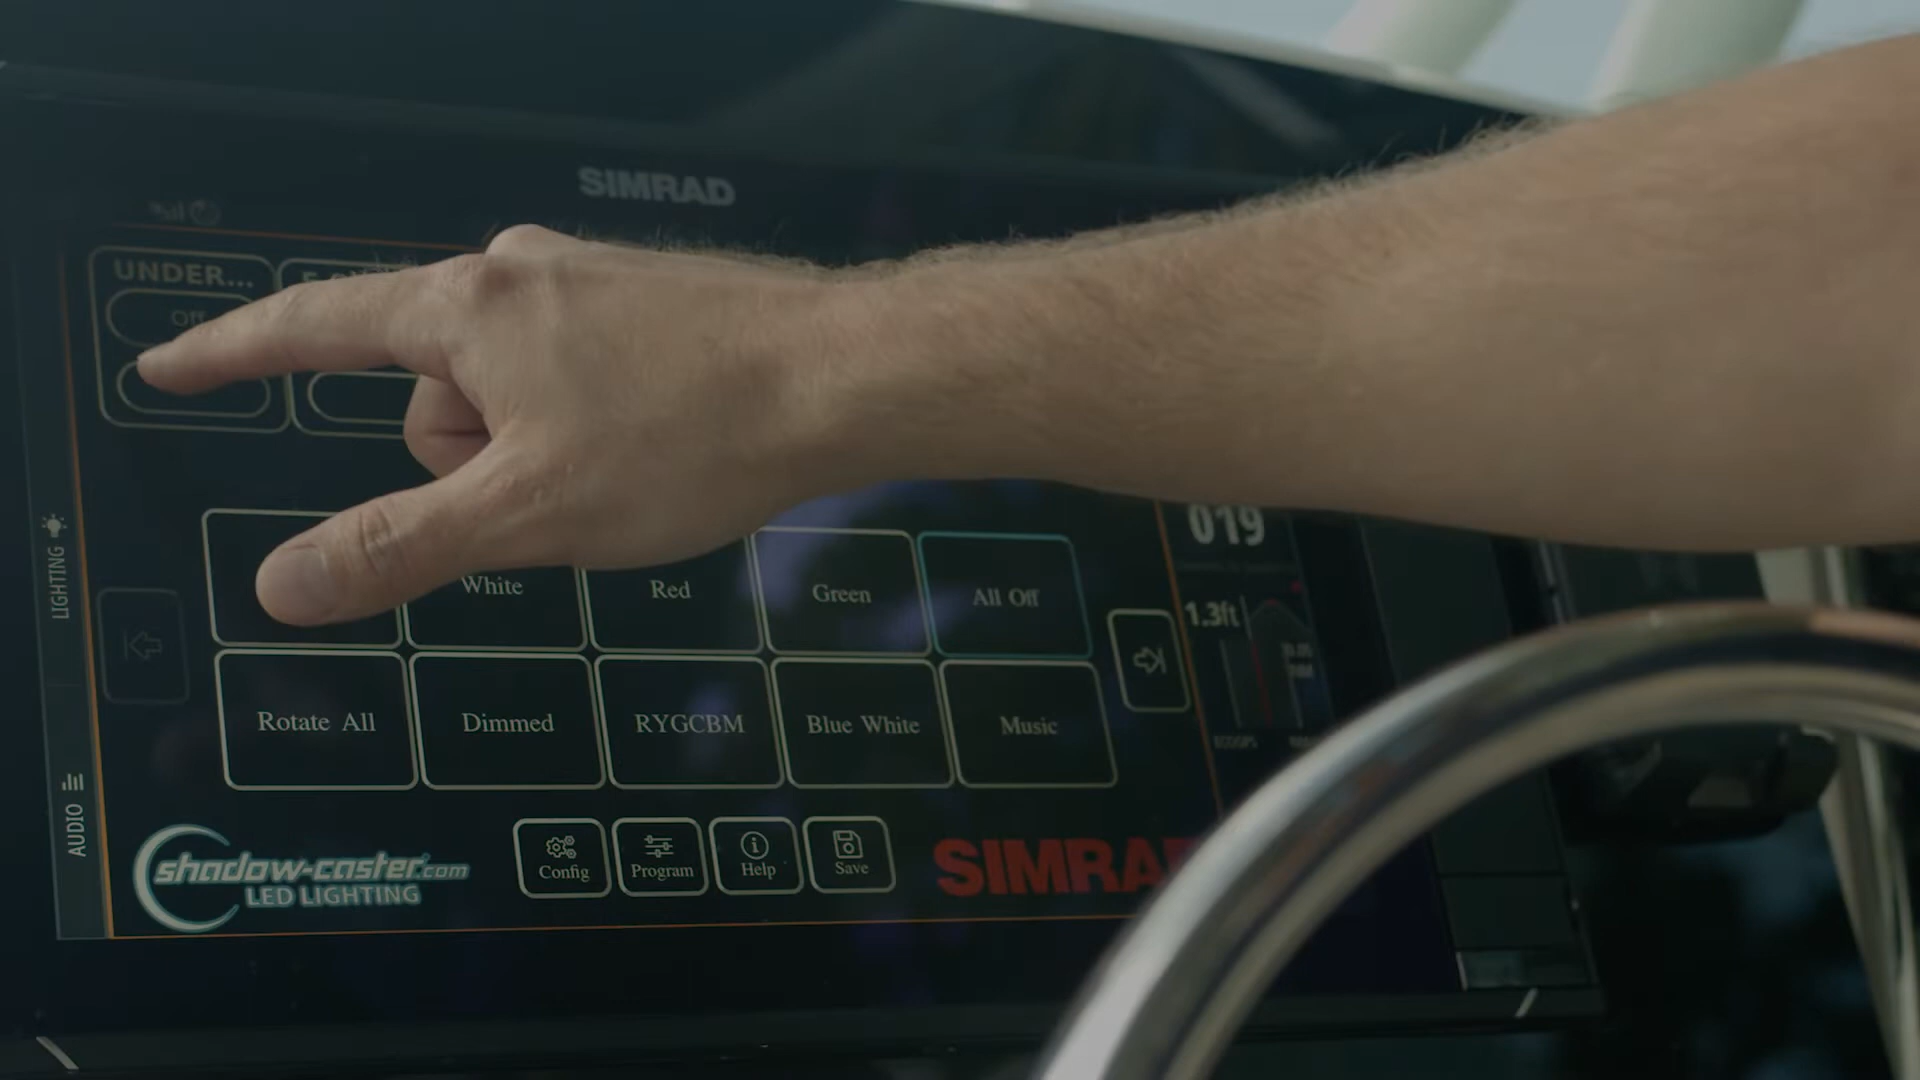 SIMRAD
UNDER...
Off
LIGHTING
White
Red
Green
All Off
019
1.3ft
Rotate All
Dimmed
RYGCBM
Blue White
Music
AUDIO
shadow-caster.com
LED LIGHTING
Config
Program
Help
Save
SIMRA